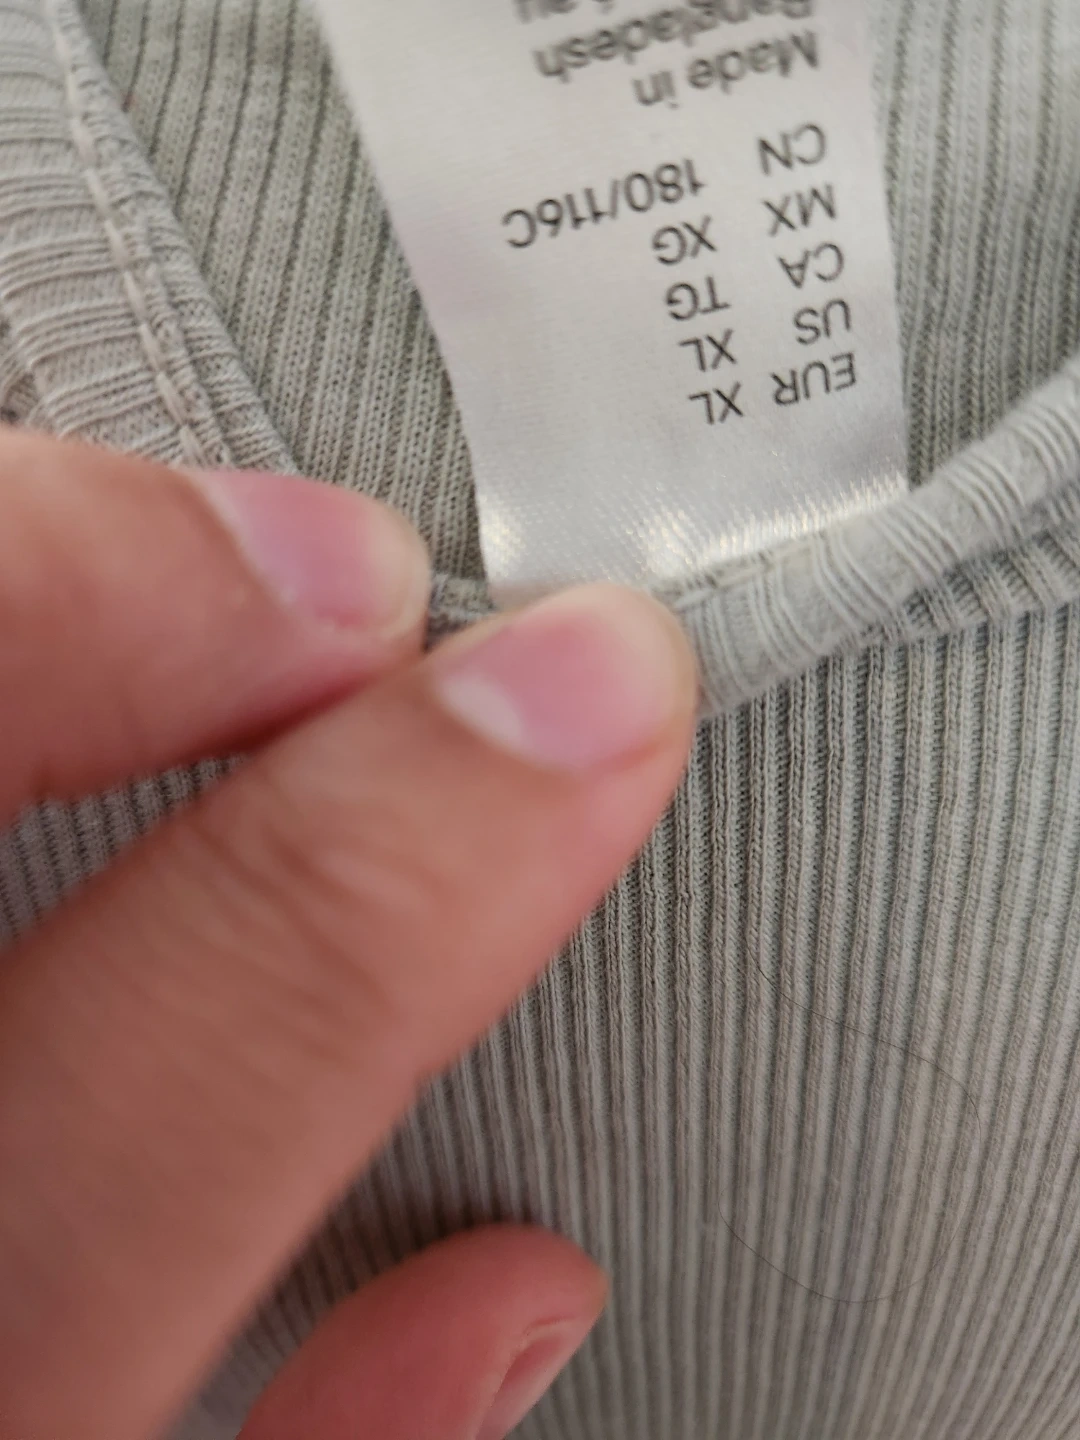 EUR XL
US XL
CA TG
MX XG
CN 180/116C
Made in
Bangladesh